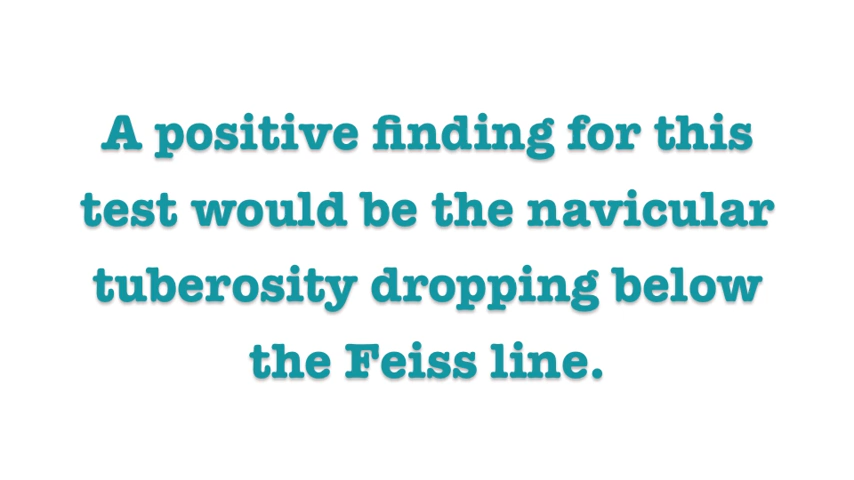 A positive finding for this
test would be the navicular
tuberosity dropping below
the Feiss line.